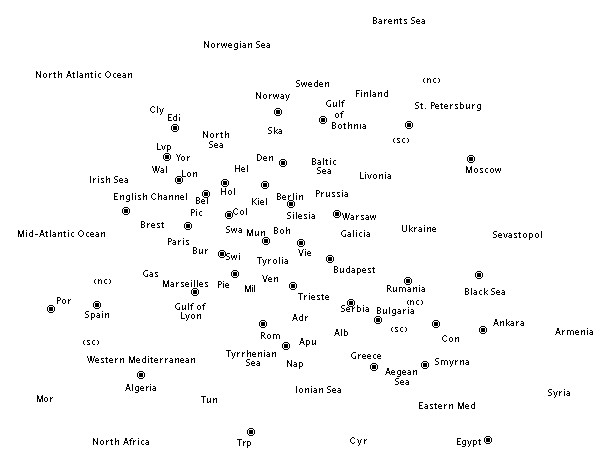 Barents Sea
Norwegian Sea
North Atlantic Ocean
(nc)
Sweden
Finland
Norway
Gulf
of
Bothnia
St. Petersburg
Cly
Edi
Ska
North
Sea
(sc)
Lvp
Yor
Den
Baltic
Sea
Moscow
Wal
Lon
Hel
Livonia
Irish Sea
English Channel
Hol
Bel
Kiel
Berlin
Prussia
Pic
Col
Silesia
Warsaw
Brest
Mid-Atlantic Ocean
Swa
Mun
Boh
Galicia
Ukraine
Sevastopol
Paris
Bur
Swi
Tyrolia
Vie
Budapest
Gas
(nc)
Marseilles
Pie
Mil
Ven
Trieste
Rumania
Black Sea
Por
Spain
Gulf of
Lyon
Serbia
(nc)
Bulgaria
Adr
(sc)
Ankara
Armenia
Alb
Con
Rom
Apu
(sc)
Western Mediterranean
Tyrrhenian
Sea
Nap
Greece
Aegean
Sea
Smyrna
Algeria
Ionian Sea
Syria
Mor
Tun
Eastern Med
North Africa
Trp
Cyr
Egypt